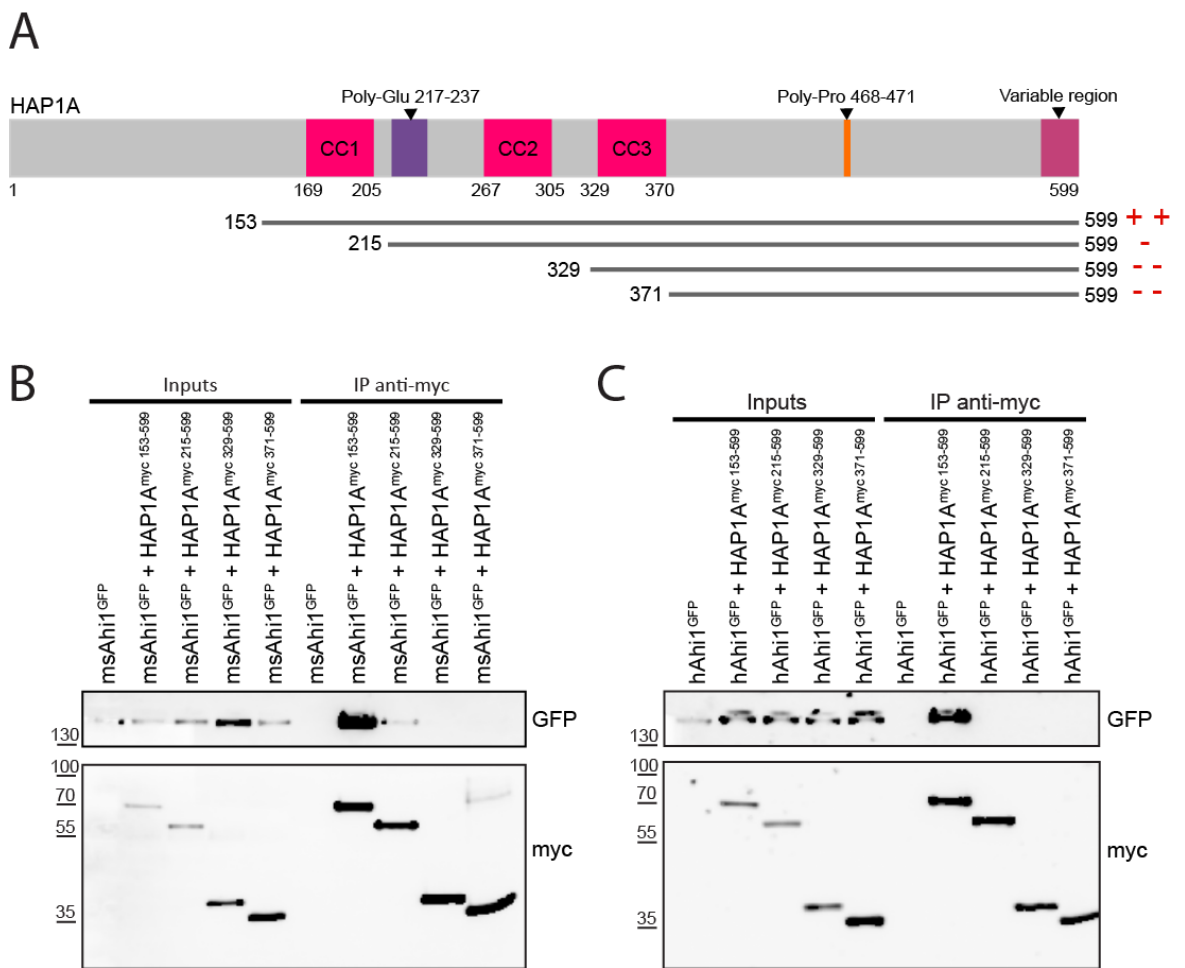 A
HAP1A
Poly-Glu 217-237
Poly-Pro 468-471
Variable region
CC1
CC2
CC3
1
169
205
267
305
329
370
599
153
599
+ +
215
599
-
329
599
- -
371
599
- -
B
Inputs
IP anti-myc
msAhi1GFP
msAhi1GFP + HAP1Amyc 153-599
msAhi1GFP + HAP1Amyc 215-599
msAhi1GFP + HAP1Amyc 329-599
msAhi1GFP + HAP1Amyc 371-599
msAhi1GFP
msAhi1GFP + HAP1Amyc 153-599
msAhi1GFP + HAP1Amyc 215-599
msAhi1GFP + HAP1Amyc 329-599
msAhi1GFP + HAP1Amyc 371-599
130
GFP
100
70
55
35
myc
C
Inputs
IP anti-myc
hAhi1GFP
hAhi1GFP + HAP1Amyc 153-599
hAhi1GFP + HAP1Amyc 215-599
hAhi1GFP + HAP1Amyc 329-599
hAhi1GFP + HAP1Amyc 371-599
hAhi1GFP
hAhi1GFP + HAP1Amyc 153-599
hAhi1GFP + HAP1Amyc 215-599
hAhi1GFP + HAP1Amyc 329-599
hAhi1GFP + HAP1Amyc 371-599
130
GFP
100
70
55
35
myc